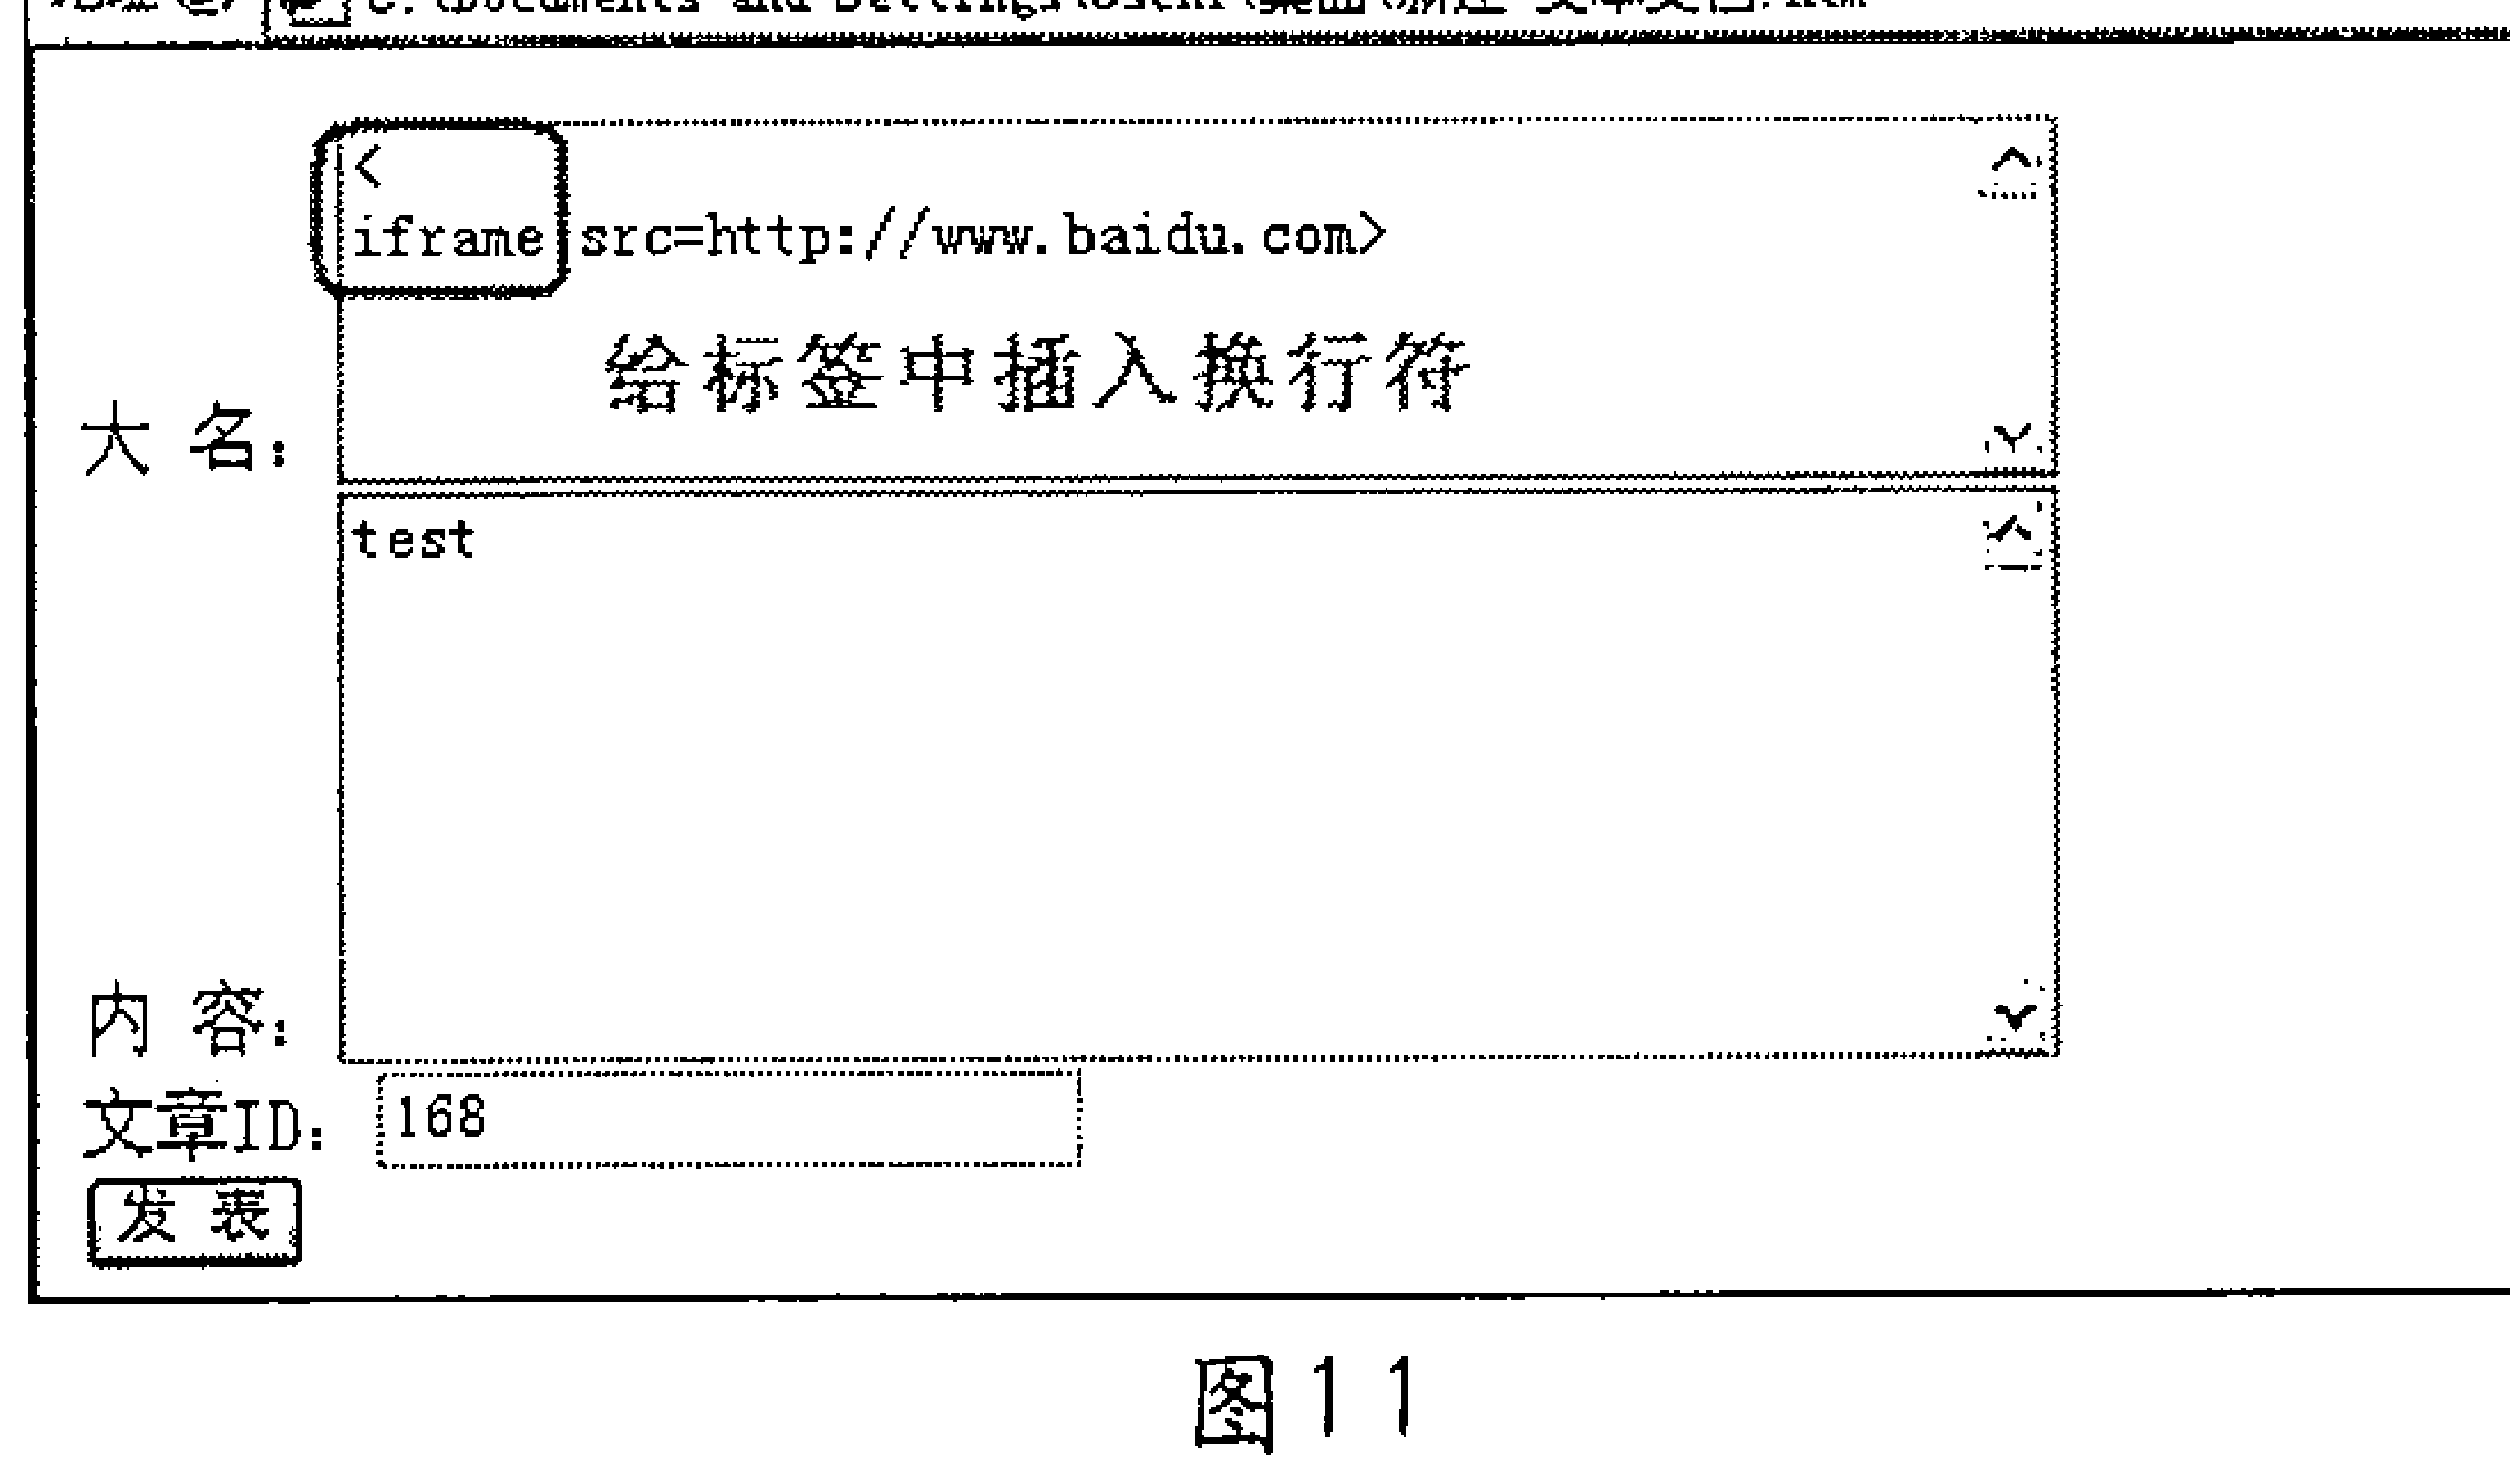 <
iframe src=http://www.baidu.com>
给标签中插入换行符
大 名:
test
内 容:
文章ID: 168
发 表
图11